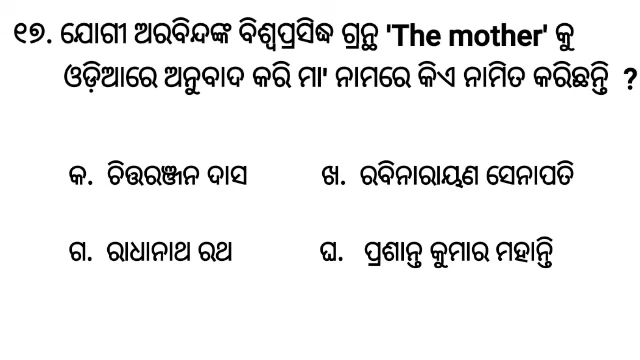 ୧୭. ଯୋଗୀ ଅରବିନ୍ଦଙ୍କ ବିଶ୍ୱପ୍ରସିଦ୍ଧ ଗ୍ରନ୍ଥ 'The mother' କୁ
ଓଡ଼ିଆରେ ଅନୁବାଦ କରି ମା' ନାମରେ କିଏ ନାମିତ କରିଛନ୍ତି ?
କ. ଚିତ୍ତରଞ୍ଜନ ଦାସ ଖ. ରବିନାରାୟଣ ସେନାପତି
ଗ. ରାଧାନାଥ ରଥ ଘ. ପ୍ରଶାନ୍ତ କୁମାର ମହାନ୍ତି